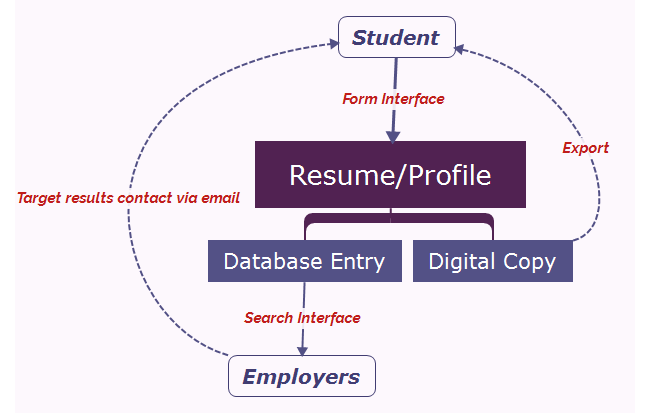 Student
Form Interface
Resume/Profile
Export
Target results contact via email
Database Entry
Digital Copy
Search Interface
Employers